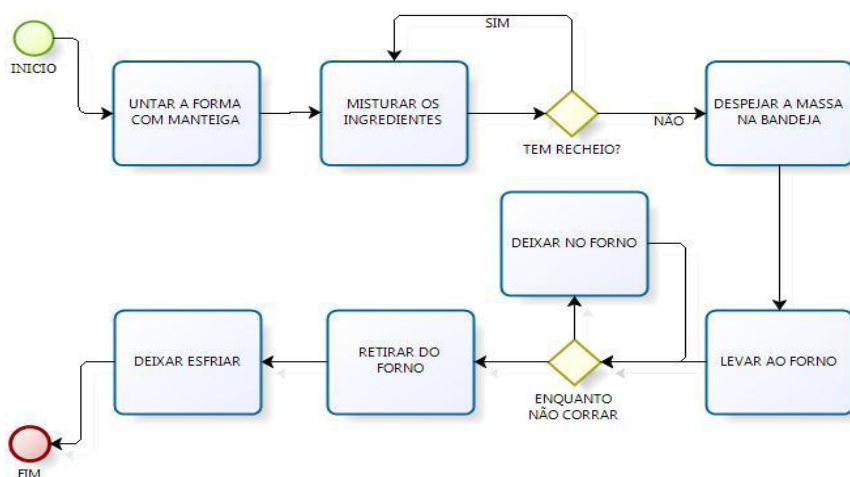 INICIO
UNTAR A FORMA
COM MANTEIGA
MISTURAR OS
INGREDIENTES
SIM
TEM RECHEIO?
NÃO
DESPEJAR A MASSA
NA BANDEJA
LEVAR AO FORNO
DEIXAR NO FORNO
ENQUANTO
NÃO CORRAR
RETIRAR DO
FORNO
DEIXAR ESFRIAR
FIM